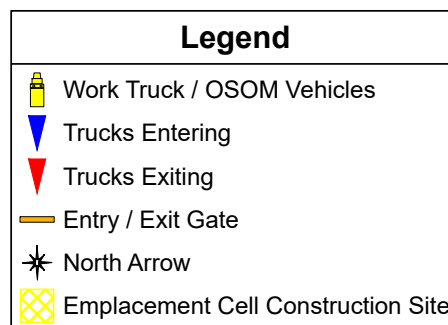 Legend
Work Truck / OSOM Vehicles
Trucks Entering
Trucks Exiting
Entry / Exit Gate
North Arrow
Emplacement Cell Construction Site